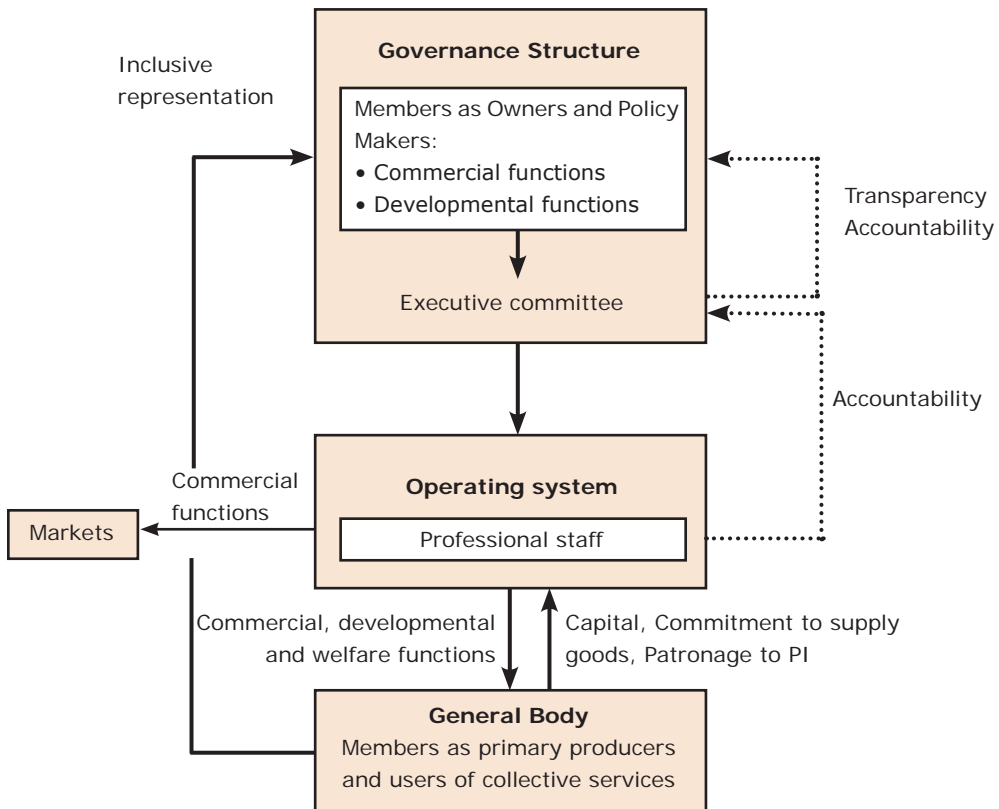 Governance Structure
Inclusive
representation
Members as Owners and Policy
Makers:
• Commercial functions
• Developmental functions
Transparency
Accountability
Executive committee
Accountability
Operating system
Commercial
functions
Markets
Professional staff
Commercial, developmental
and welfare functions
Capital, Commitment to supply
goods, Patronage to PI
General Body
Members as primary producers
and users of collective services